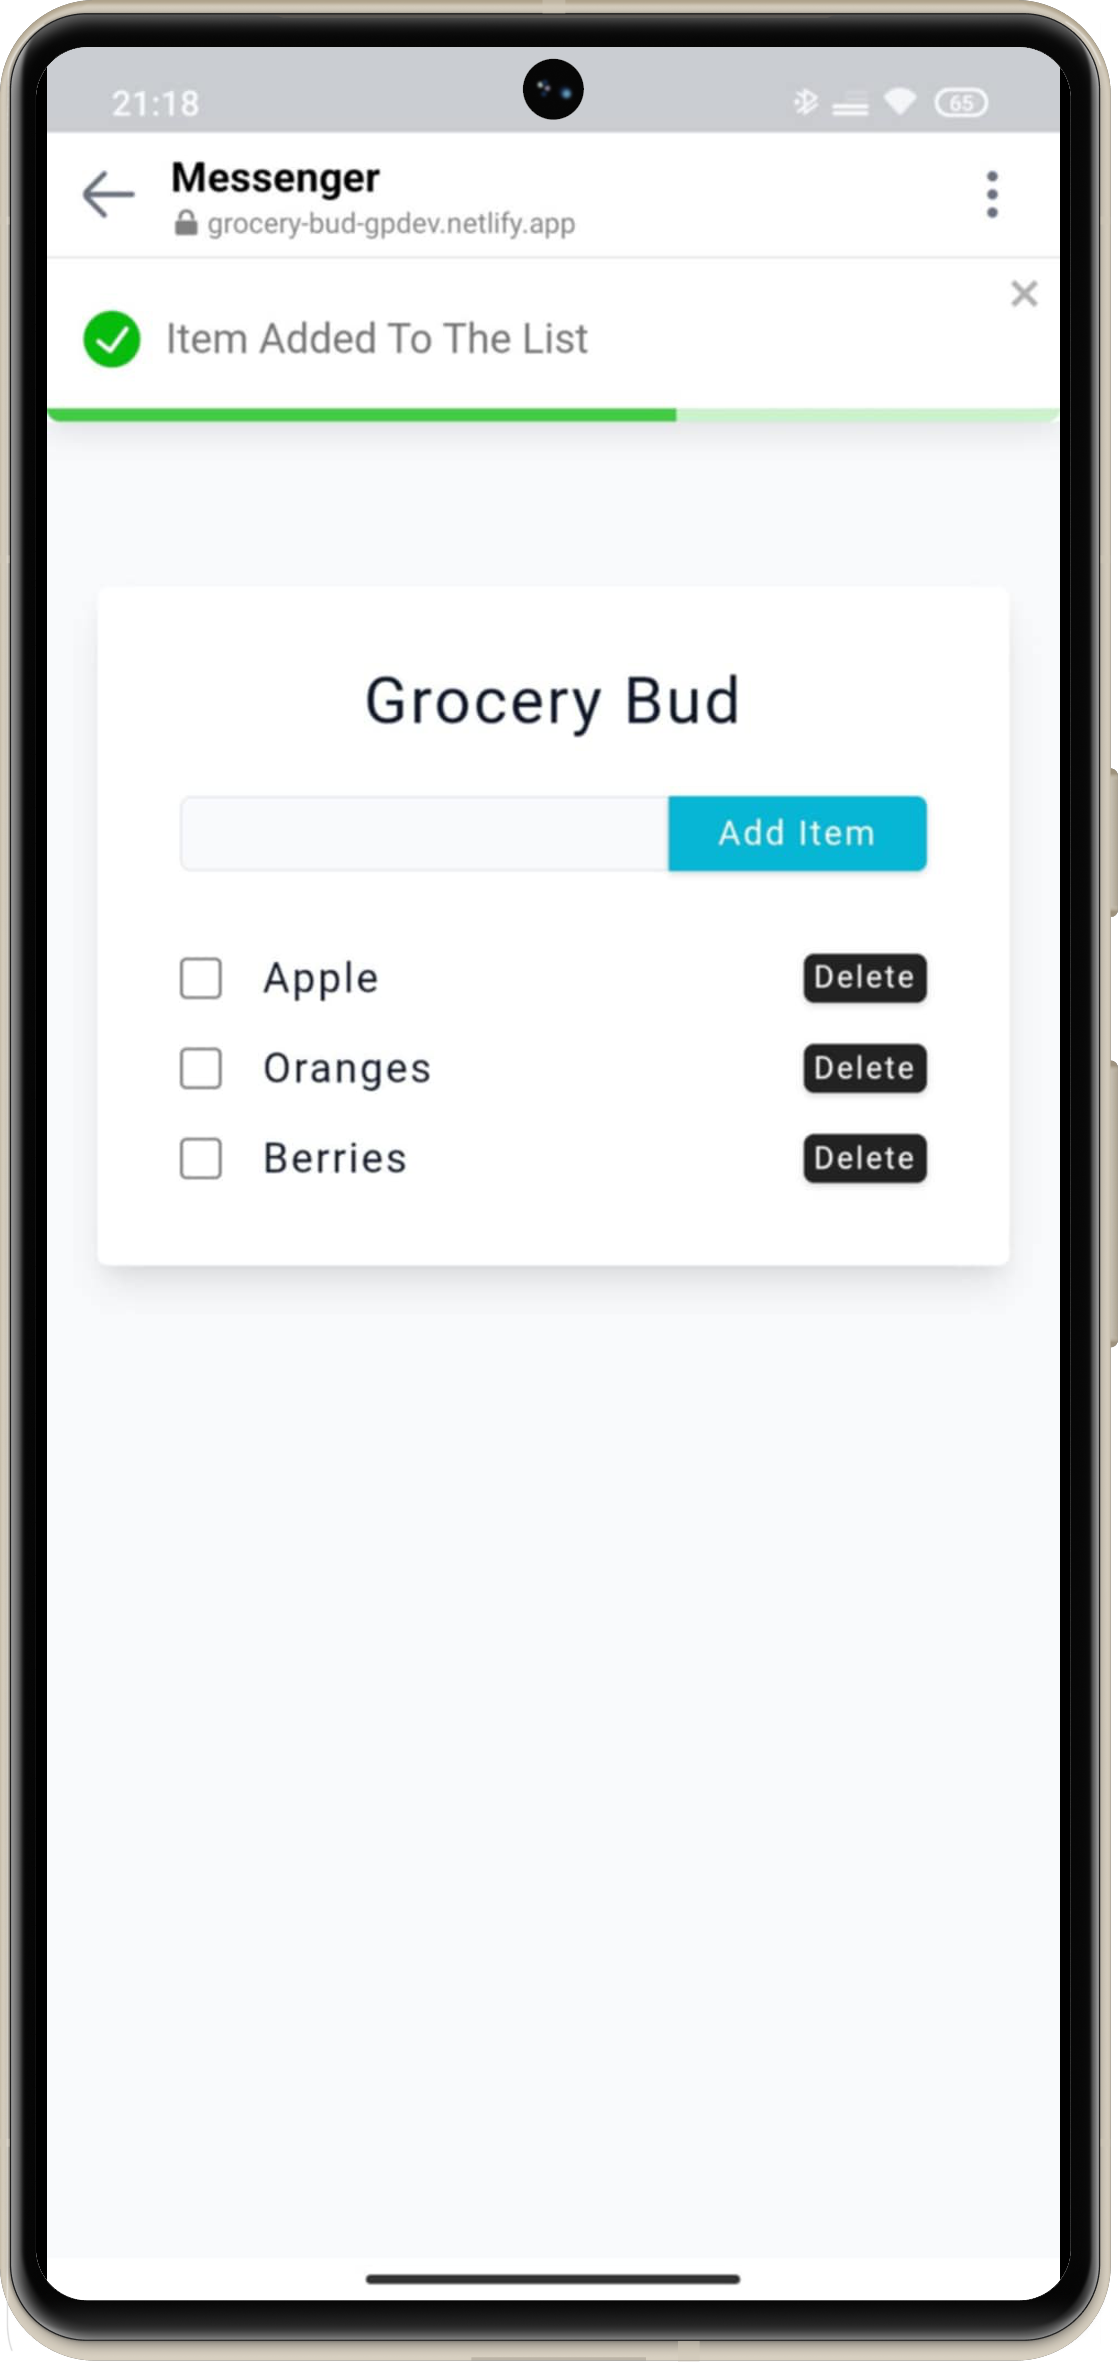 21:18
65
Messenger
grocery-bud-gpdev.netlify.app
Item Added To The List
Grocery Bud
Add Item
Apple Delete
Oranges Delete
Berries Delete